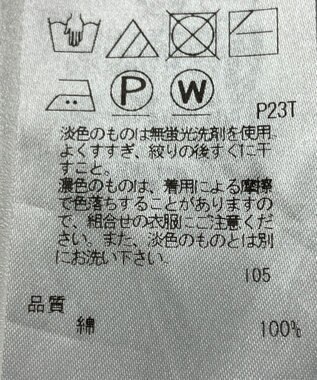 P W
P23T
淡色のものは無蛍光洗剤を使用。
よくすすぎ、絞りの後すぐに干
すこと。
濃色のものは、着用による摩擦
で色落ちすることがありますの
で、組合せの衣服にご注意くだ
さい。また、淡色のものとは別
にお洗い下さい。
105
品質
綿 100%